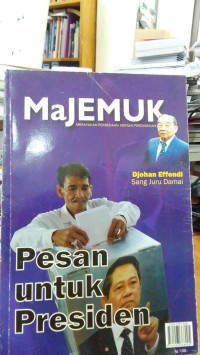 MaJEMUK
Djohan Effendi
Sang Juru Damai
Pesan
untuk
Presiden